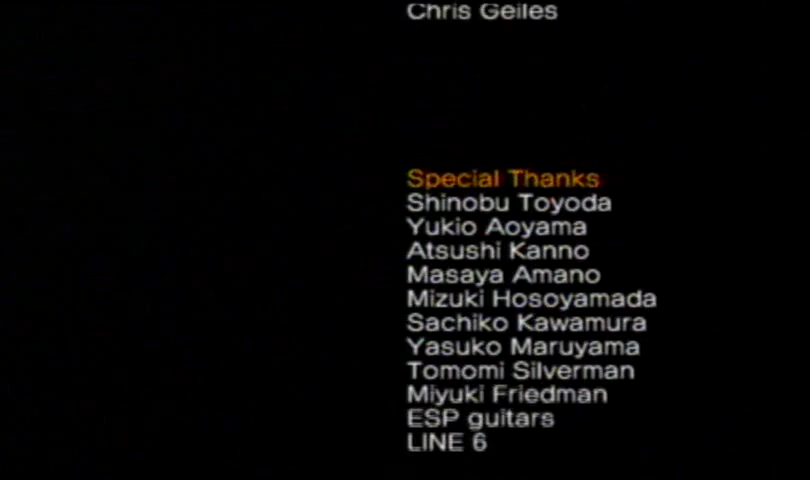 Chris Geiles
Special Thanks
Shinobu Toyoda
Yukio Aoyama
Atsushi Kanno
Masaya Amano
Mizuki Hosoyamada
Sachiko Kawamura
Yasuko Maruyama
Tomomi Silverman
Miyuki Friedman
ESP guitars
LINE 6